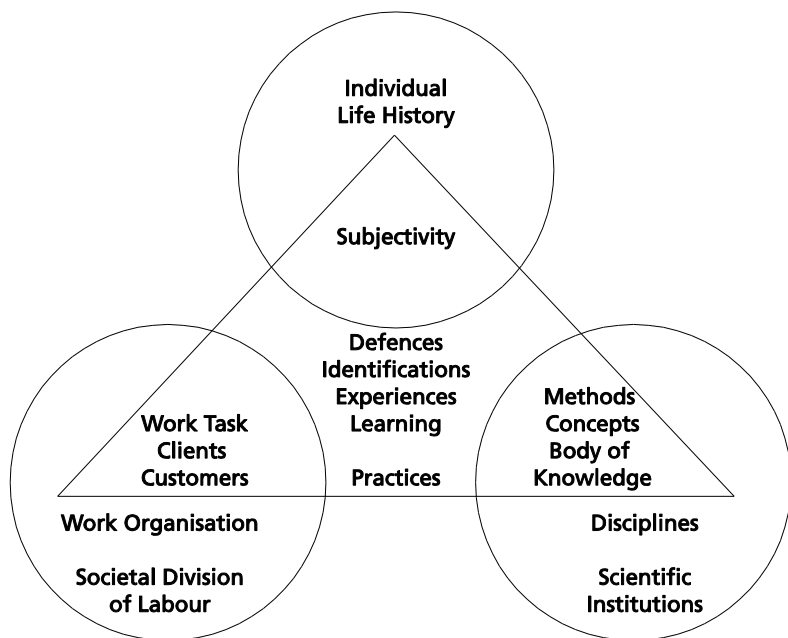 Individual
Life History
Subjectivity
Defences
Identifications
Experiences
Learning
Practices
Work Task
Clients
Customers
Work Organisation
Societal Division
of Labour
Methods
Concepts
Body of
Knowledge
Disciplines
Scientific
Institutions